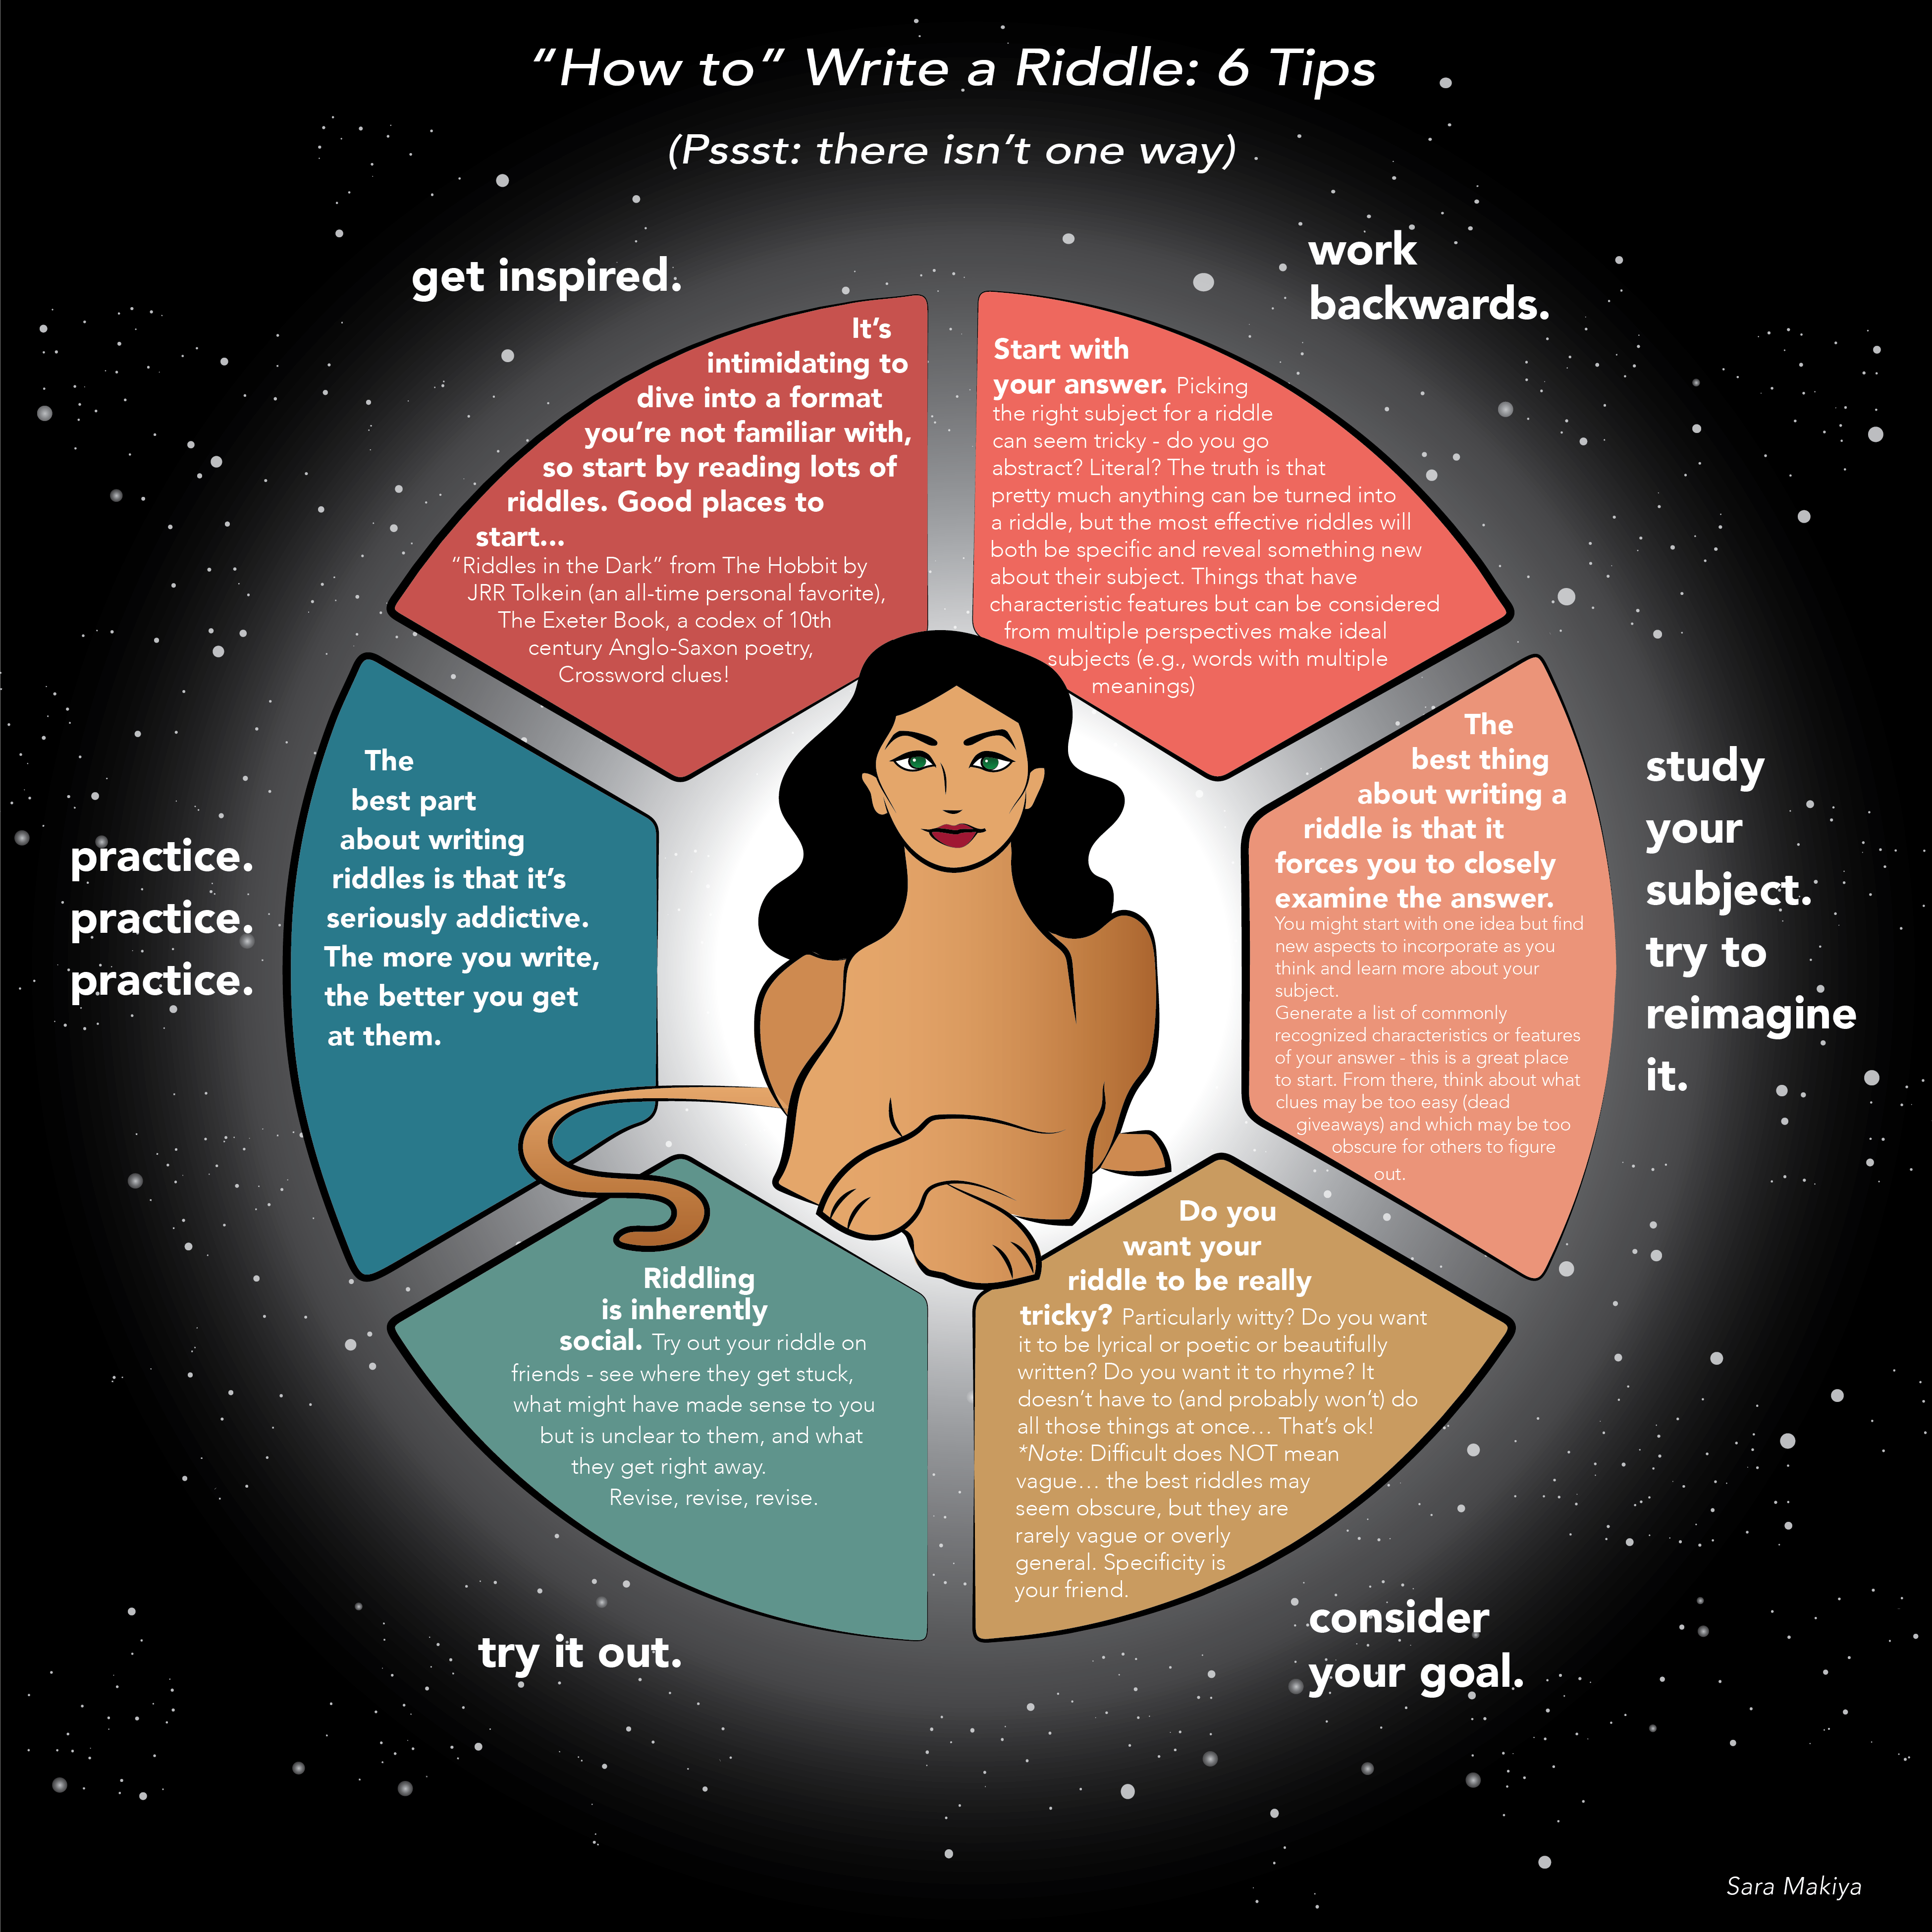 “How to” Write a Riddle: 6 Tips
(Pssst: there isn’t one way)
get inspired.
It’s
intimidating to
dive into a format
you’re not familiar with,
so start by reading lots of
riddles. Good places to
start...
“Riddles in the Dark” from The Hobbit by
JRR Tolkein (an all-time personal favorite),
The Exeter Book, a codex of 10th
century Anglo-Saxon poetry,
Crossword clues!
work
backwards.
Start with
your answer. Picking
the right subject for a riddle
can seem tricky - do you go
abstract? Literal? The truth is that
pretty much anything can be turned into
a riddle, but the most effective riddles will
both be specific and reveal something new
about their subject. Things that have
characteristic features but can be considered
from multiple perspectives make ideal
subjects (e.g., words with multiple
meanings)
study
your
subject.
try to
reimagine
it.
The
best thing
about writing a
riddle is that it
forces you to closely
examine the answer.
You might start with one idea but find
new aspects to incorporate as you
think and learn more about your
subject.
Generate a list of commonly
recognized characteristics or features
of your answer - this is a great place
to start. From there, think about what
clues may be too easy (dead
giveaways) and which may be too
obscure for others to figure
out.
consider
your goal.
Do you
want your
riddle to be really
tricky? Particularly witty? Do you want
it to be lyrical or poetic or beautifully
written? Do you want it to rhyme? It
doesn’t have to (and probably won’t) do
all those things at once... That’s ok!
*Note: Difficult does NOT mean
vague... the best riddles may
seem obscure, but they are
rarely vague or overly
general. Specificity is
your friend.
try it out.
Riddling
is inherently
social. Try out your riddle on
friends - see where they get stuck,
what might have made sense to you
but is unclear to them, and what
they get right away.
Revise, revise, revise.
practice.
practice.
practice.
The
best part
about writing
riddles is that it’s
seriously addictive.
The more you write,
the better you get
at them.
Sara Makiya